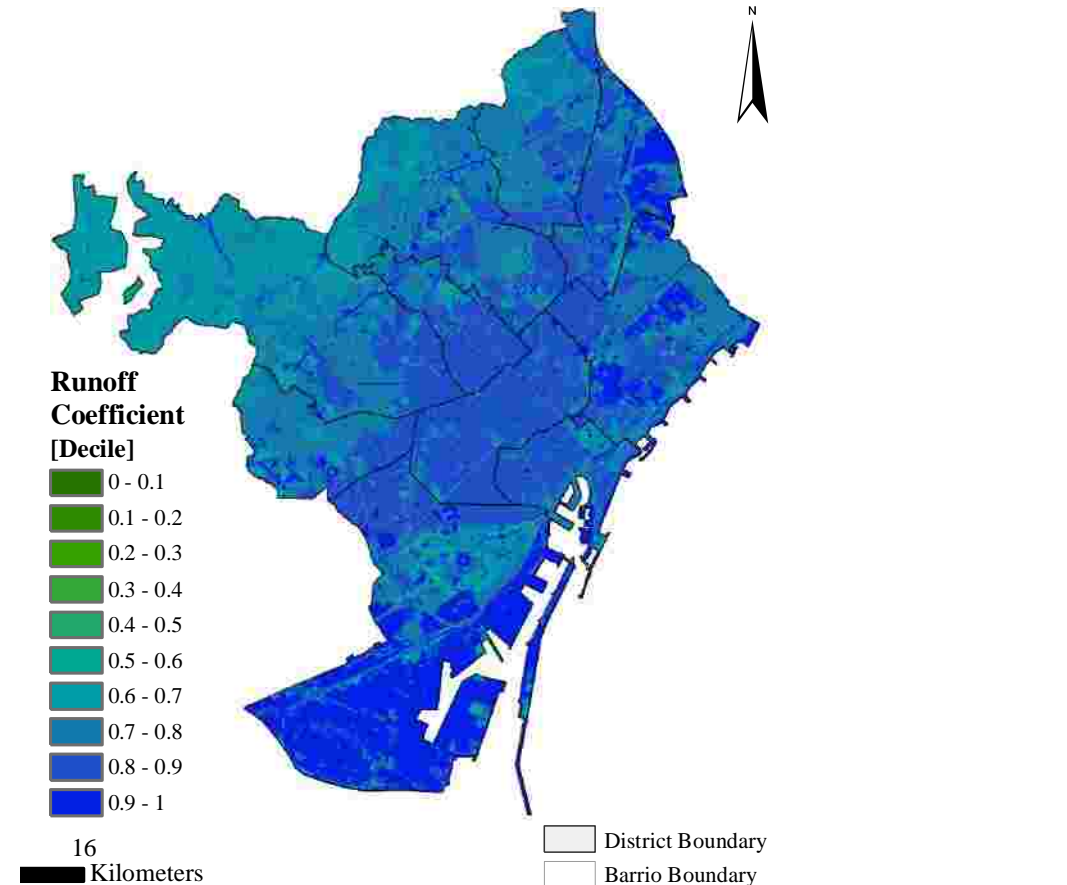 N
Runoff
Coefficient
[Decile]
0 - 0.1
0.1 - 0.2
0.2 - 0.3
0.3 - 0.4
0.4 - 0.5
0.5 - 0.6
0.6 - 0.7
0.7 - 0.8
0.8 - 0.9
0.9 - 1
16
Kilometers
District Boundary
Barrio Boundary